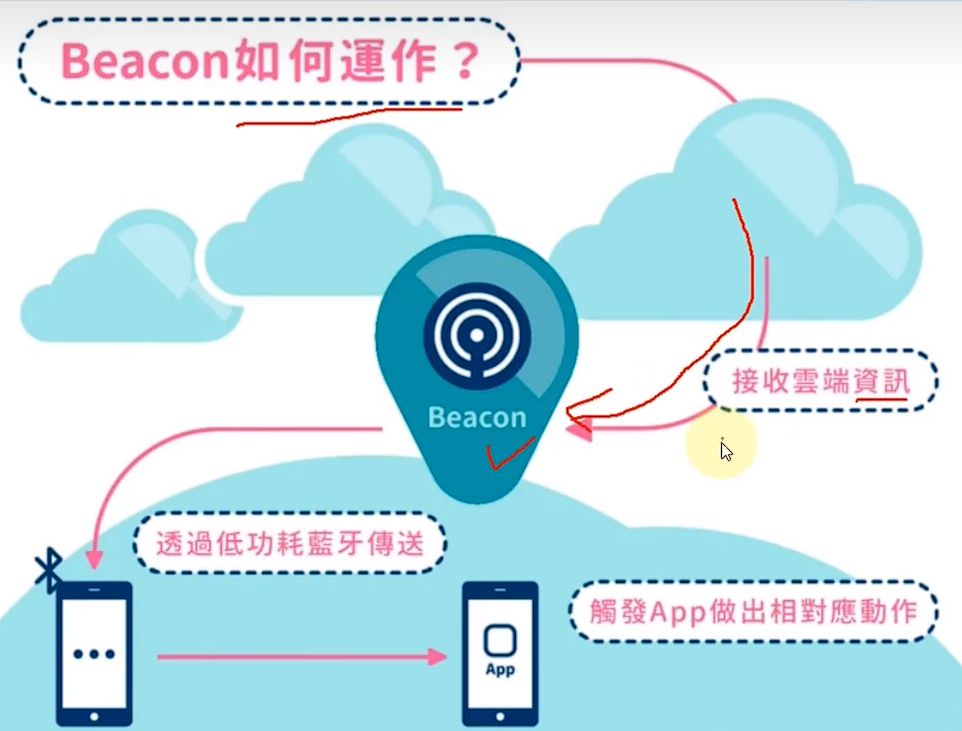 Beacon如何運作？
接收雲端資訊
Beacon
透過低功耗藍牙傳送
觸發App做出相對應動作
App